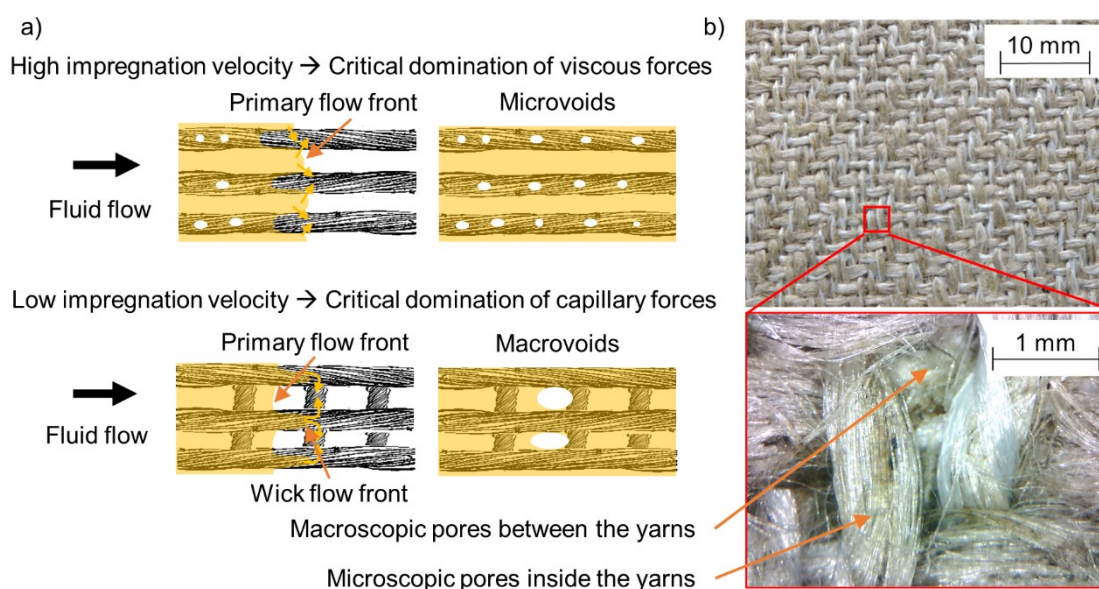 a)
High impregnation velocity → Critical domination of viscous forces
Primary flow front
Microvoids
Fluid flow
Low impregnation velocity → Critical domination of capillary forces
Primary flow front
Macrovoids
Fluid flow
Wick flow front
Macroscopic pores between the yarns
Microscopic pores inside the yarns
b)
10 mm
1 mm